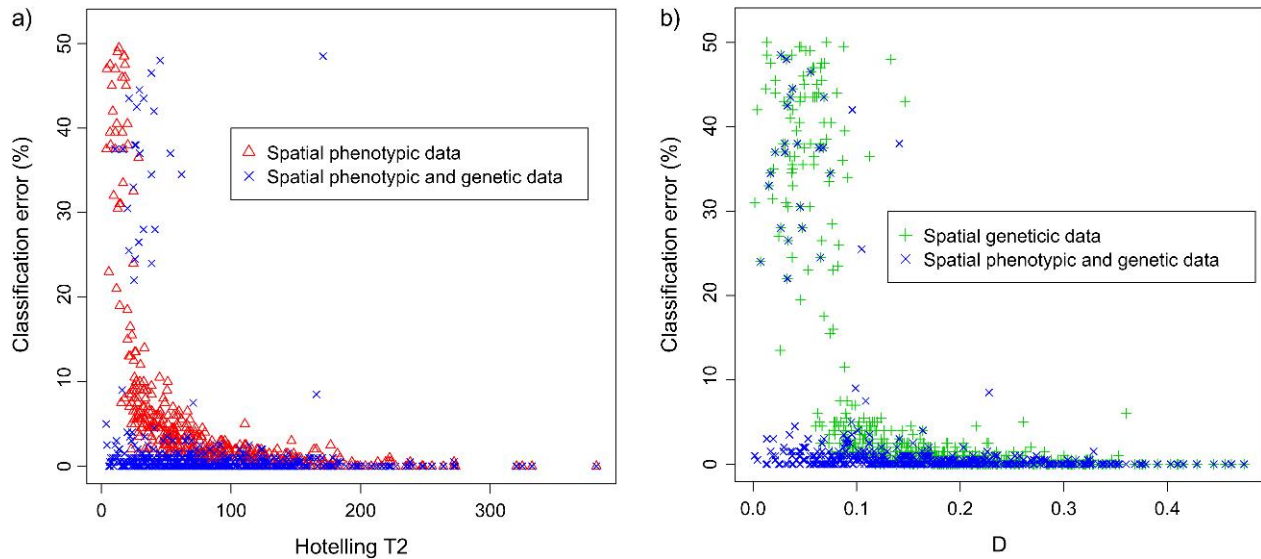 a)
Classification error (%)
50
40
30
20
10
0
Spatial phenotypic data
Spatial phenotypic and genetic data
0 100 200 300
Hotelling T2
b)
Classification error (%)
50
40
30
20
10
0
Spatial geneticic data
Spatial phenotypic and genetic data
0.0 0.1 0.2 0.3 0.4
D